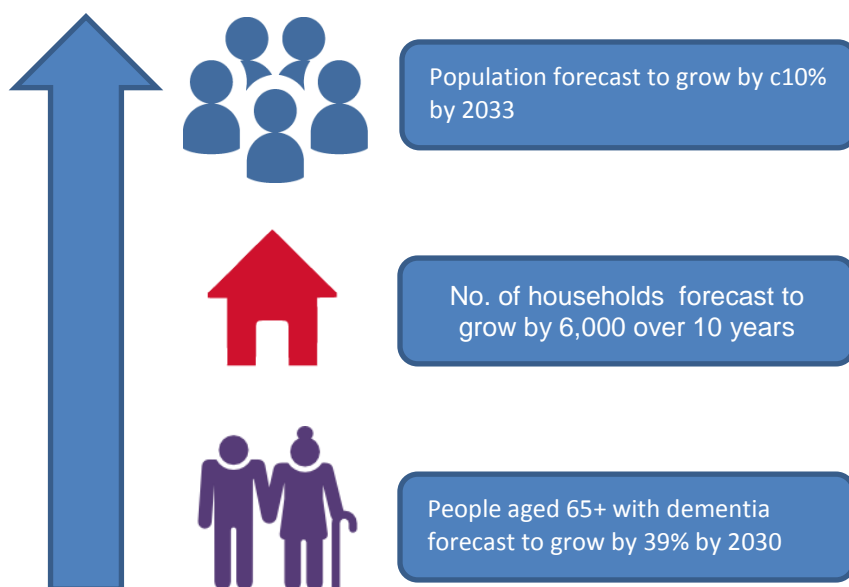 Population forecast to grow by c10%
by 2033
No. of households  forecast to
grow by 6,000 over 10 years
People aged 65+ with dementia
forecast to grow by 39% by 2030